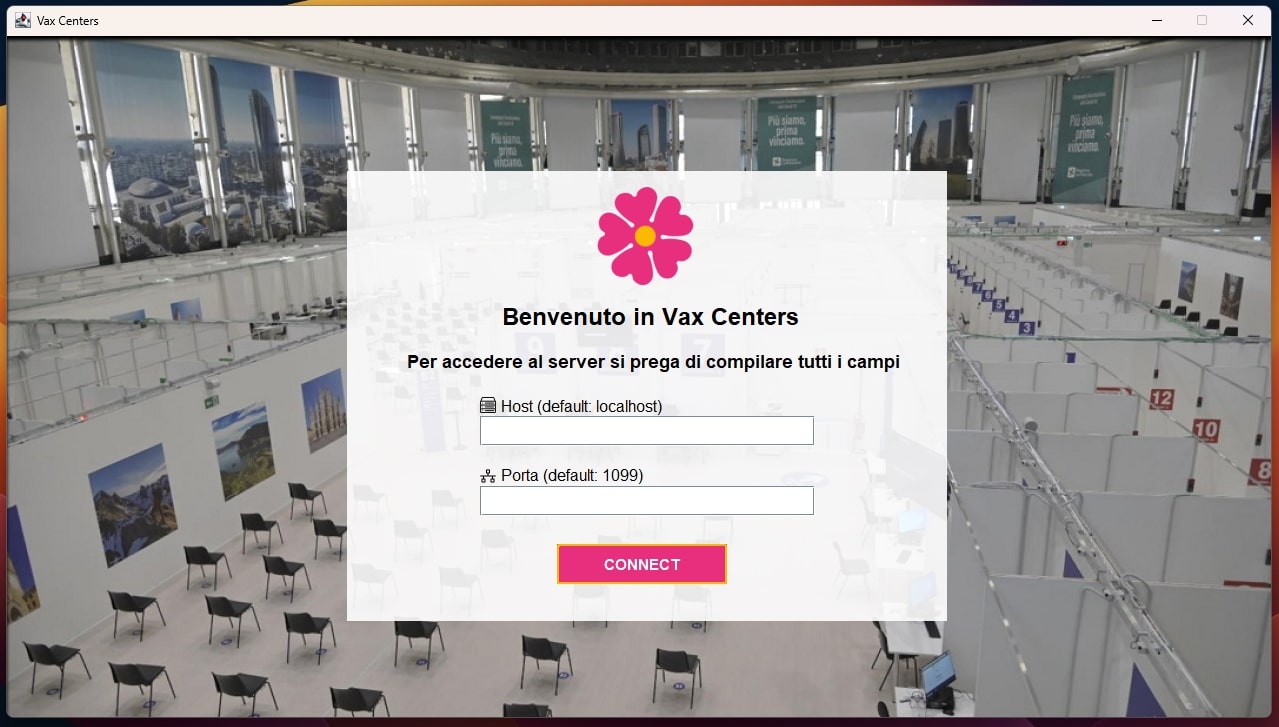 Vax Centers
Più siamo,
prima
vinciamo.
Più siamo,
prima
vinciamo.
Più siamo,
prima
vinciamo.
Benvenuto in Vax Centers
Per accedere al server si prega di compilare tutti i campi
Host (default: localhost)
Porta (default: 1099)
CONNECT
9
7
7
6
5
4
3
12
10
8